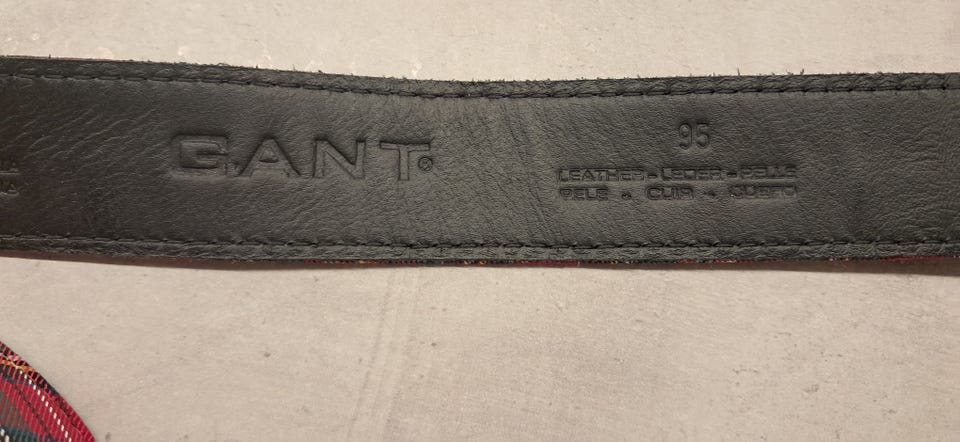 GANT®
95
LEATHER - LEDER - PELLE
PELE - CUIR - CUERO